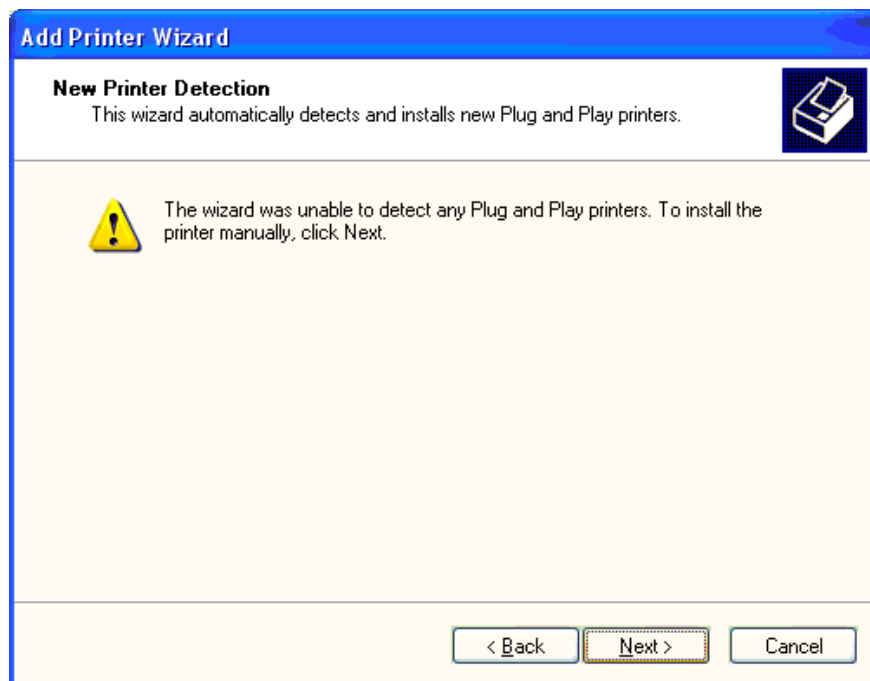 Add Printer Wizard
New Printer Detection
This wizard automatically detects and installs new Plug and Play printers.
The wizard was unable to detect any Plug and Play printers. To install the
printer manually, click Next.
< Back Next > Cancel